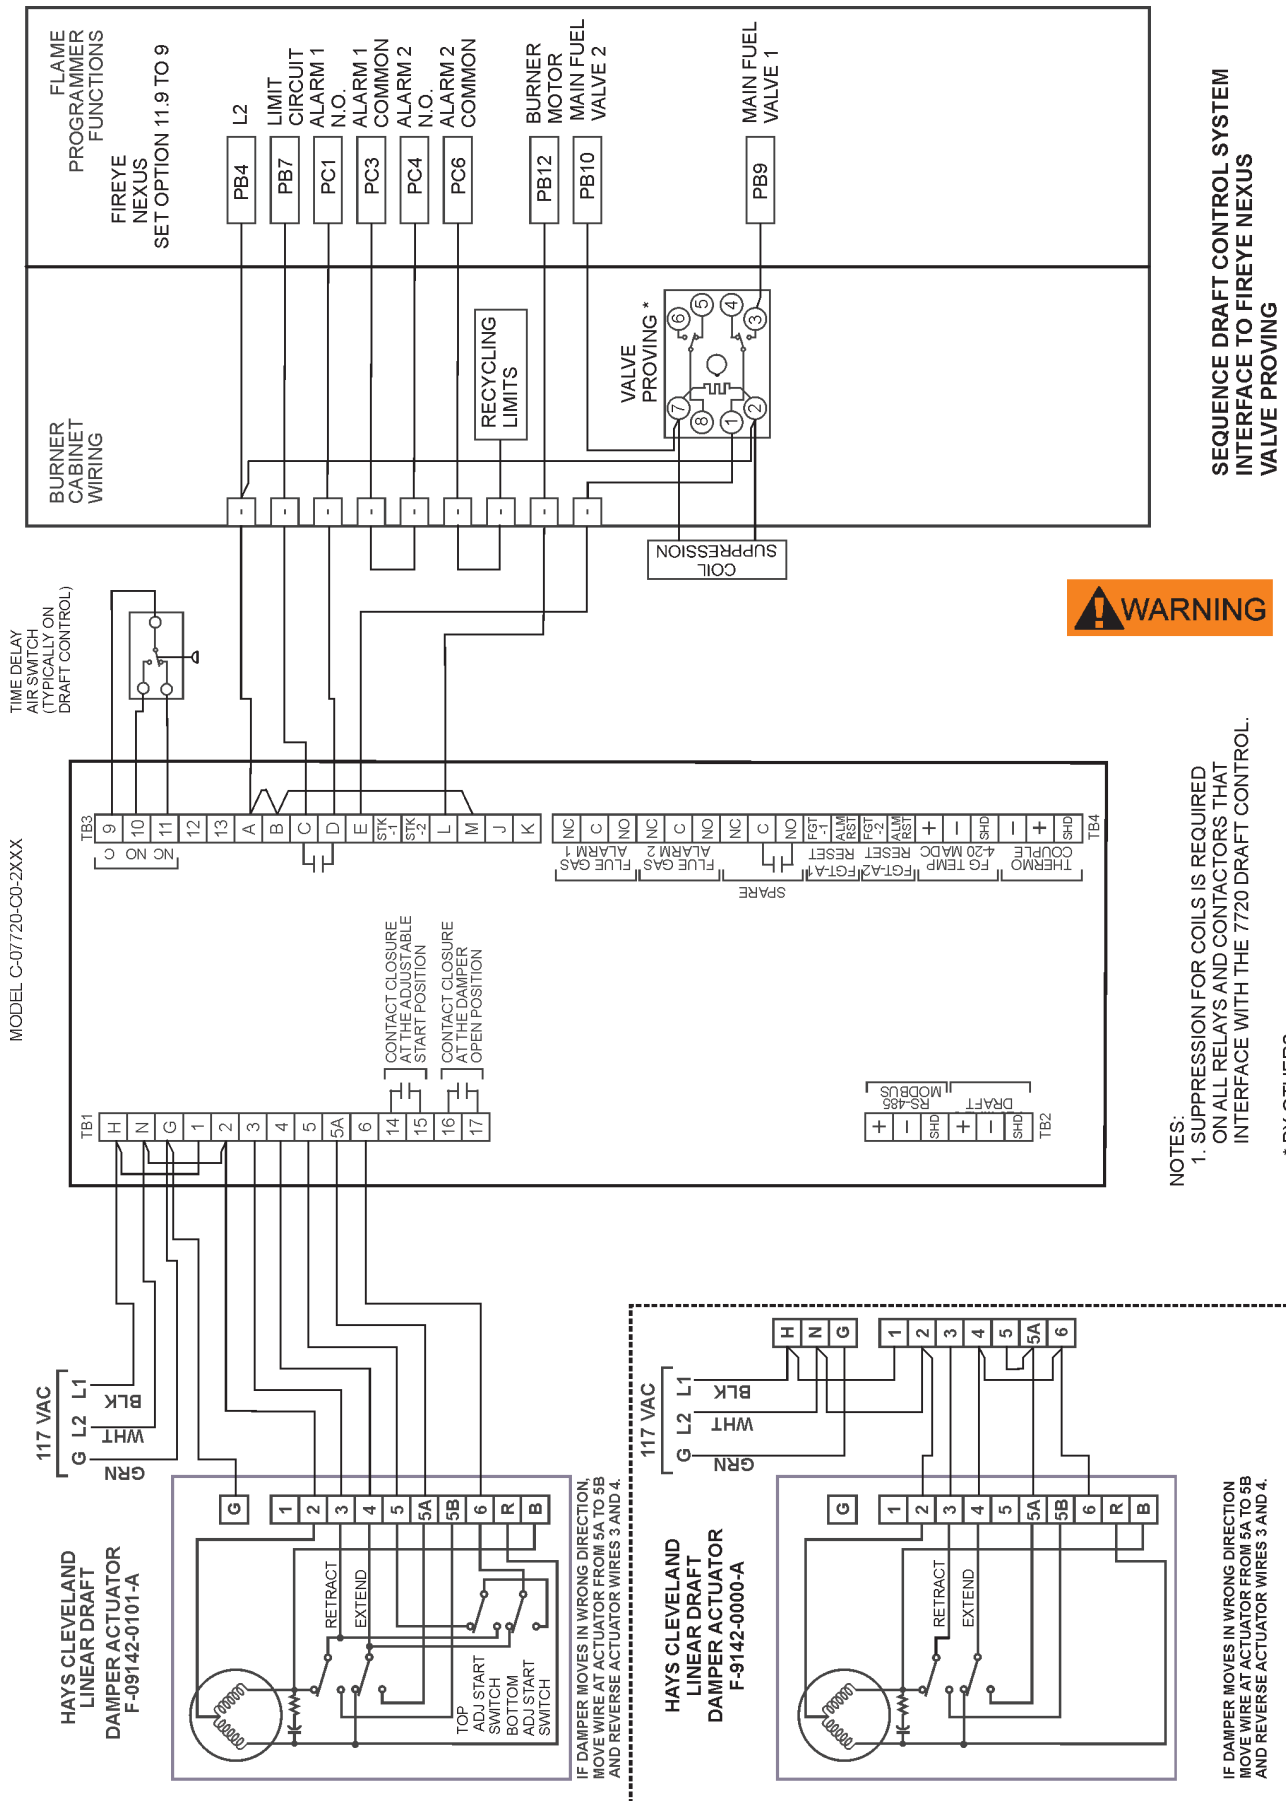 FLAME
PROGRAMMER
FUNCTIONS
FIREYE
NEXUS
SET OPTION 11.9 TO 9
PB4
L2
PB7
LIMIT
CIRCUIT
PC1
ALARM 1
N.O.
PC3
ALARM 1
COMMON
PC4
ALARM 2
N.O.
PC6
ALARM 2
COMMON
PB12
BURNER
MOTOR
PB10
MAIN FUEL
VALVE 2
PB9
MAIN FUEL
VALVE 1
BURNER
CABINET
WIRING
RECYCLING
LIMITS
VALVE
PROVING *
6
5
4
3
7
8
1
2
COIL
SUPPRESSION
SEQUENCE DRAFT CONTROL SYSTEM
INTERFACE TO FIREYE NEXUS
VALVE PROVING
WARNING
TIME DELAY
AIR SWITCH
(TYPICALLY ON
DRAFT CONTROL)
MODEL C-07720-C0-2XXX
TB3
9
10
11
12
13
A
B
C
D
E
STK
-1
STK
-2
L
M
J
K
C
NO
NC
NC
C
NO
NC
C
NO
NC
C
NO
FGT
-1
ALM
RST
FGT
-2
ALM
RST
+
−
SHD
−
+
SHD
TB4
FLUE GAS
ALARM 1
FLUE GAS
ALARM 2
SPARE
FGT-A1
RESET
FGT-A2
RESET
FG TEMP
4-20 MADC
THERMO
COUPLE
CONTACT CLOSURE
AT THE ADJUSTABLE
START POSITION
CONTACT CLOSURE
AT THE DAMPER
OPEN POSITION
TB1
H
N
G
1
2
3
4
5
5A
6
14
15
16
17
RS-485
MODBUS
DRAFT
+
−
SHD
+
−
SHD
TB2
NOTES:
1. SUPPRESSION FOR COILS IS REQUIRED
ON ALL RELAYS AND CONTACTORS THAT
INTERFACE WITH THE 7720 DRAFT CONTROL.
117 VAC
G L2 L1
BLK
WHT
GRN
HAYS CLEVELAND
LINEAR DRAFT
DAMPER ACTUATOR
F-09142-0101-A
G
1
2
3
4
5
5A
5B
6
R
B
RETRACT
EXTEND
TOP
ADJ START
SWITCH
BOTTOM
ADJ START
SWITCH
IF DAMPER MOVES IN WRONG DIRECTION,
MOVE WIRE AT ACTUATOR FROM 5A TO 5B
AND REVERSE ACTUATOR WIRES 3 AND 4.
117 VAC
G L2 L1
BLK
WHT
GRN
H
N
G
1
2
3
4
5
5A
6
HAYS CLEVELAND
LINEAR DRAFT
DAMPER ACTUATOR
F-9142-0000-A
G
1
2
3
4
5
5A
5B
6
R
B
RETRACT
EXTEND
IF DAMPER MOVES IN WRONG DIRECTION
MOVE WIRE AT ACTUATOR FROM 5A TO 5B
AND REVERSE ACTUATOR WIRES 3 AND 4.